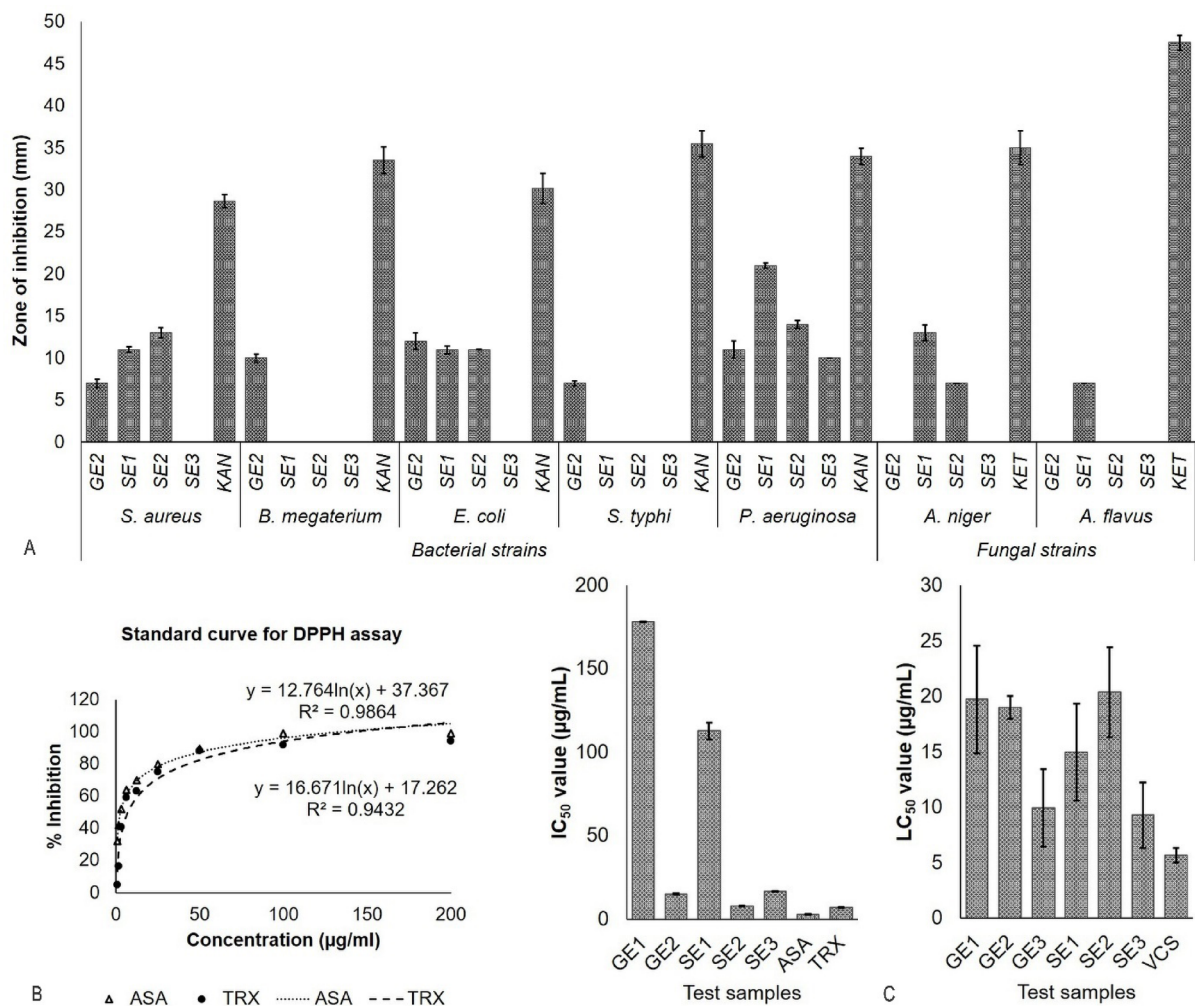 Zone of inhibition (mm)
50
45
40
35
30
25
20
15
10
5
0
GE2 SE1 SE2 SE3 KAN GE2 SE1 SE2 SE3 KAN GE2 SE1 SE2 SE3 KAN GE2 SE1 SE2 SE3 KAN GE2 SE1 SE2 SE3 KAN GE2 SE1 SE2 SE3 KET GE2 SE1 SE2 SE3 KET
S. aureus B. megaterium E. coli S. typhi P. aeruginosa A. niger A. flavus
Bacterial strains Fungal strains
A
Standard curve for DPPH assay
% Inhibition
120
100
80
60
40
20
0
y = 12.764ln(x) + 37.367
R² = 0.9864
y = 16.671ln(x) + 17.262
R² = 0.9432
0 50 100 150 200
Concentration (µg/ml)
B
ASA TRX ASA TRX
IC50 value (µg/mL)
200
150
100
50
0
GE1 GE2 SE1 SE2 SE3 ASA TRX
Test samples
LC50 value (µg/mL)
30
25
20
15
10
5
0
GE1 GE2 GE3 SE1 SE2 SE3 VCS
C
Test samples